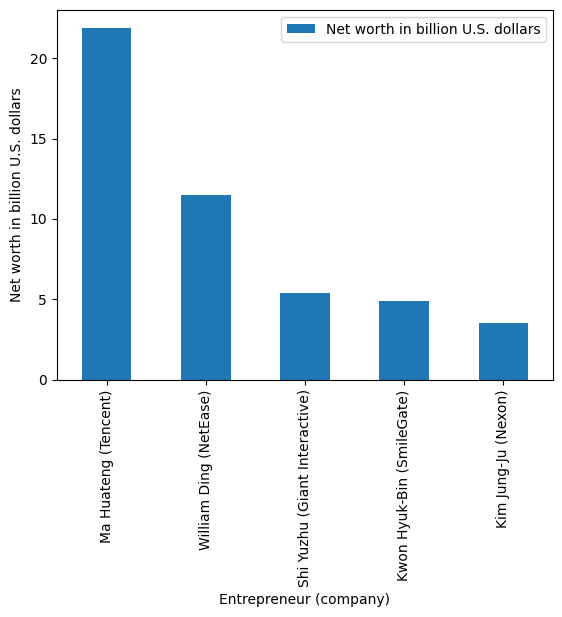 Net worth in billion U.S. dollars
Net worth in billion U.S. dollars
20
15
10
5
0
Ma Huateng (Tencent)
William Ding (NetEase)
Shi Yuzhu (Giant Interactive)
Kwon Hyuk-Bin (SmileGate)
Kim Jung-Ju (Nexon)
Entrepreneur (company)